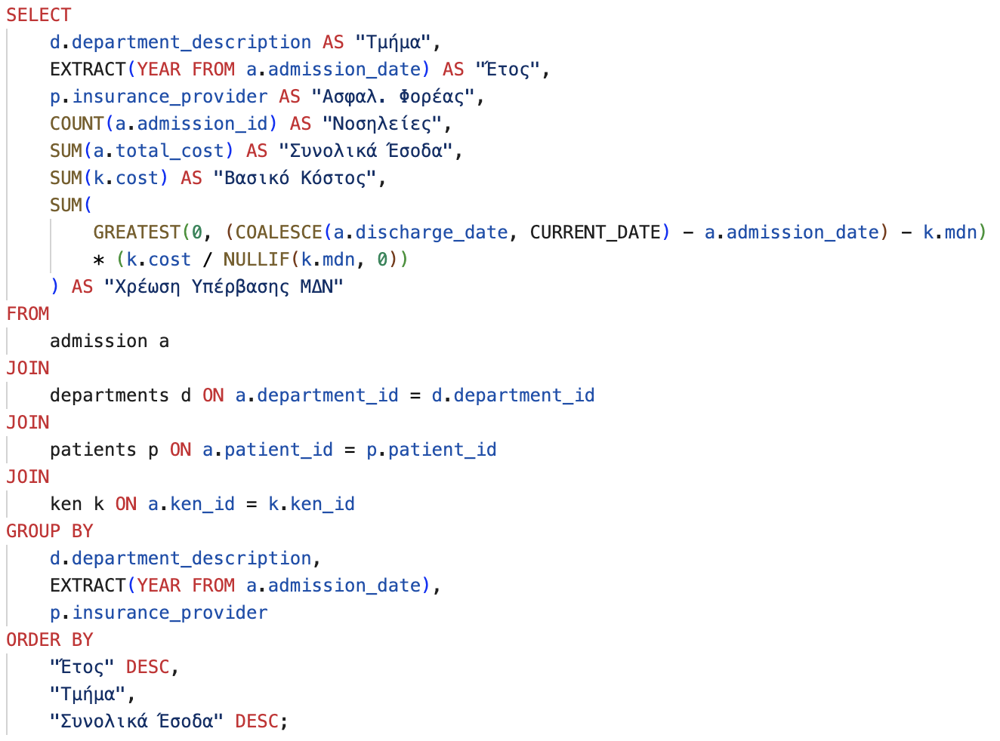 SELECT
d.department_description AS "Τμήμα",
EXTRACT(YEAR FROM a.admission_date) AS "Έτος",
p.insurance_provider AS "Ασφαλ. Φορέας",
COUNT(a.admission_id) AS "Νοσηλείες",
SUM(a.total_cost) AS "Συνολικά Έσοδα",
SUM(k.cost) AS "Βασικό Κόστος",
SUM(
GREATEST(0, (COALESCE(a.discharge_date, CURRENT_DATE) - a.admission_date) - k.mdn)
* (k.cost / NULLIF(k.mdn, 0))
) AS "Χρέωση Υπέρβασης ΜΔΝ"
FROM
admission a
JOIN
departments d ON a.department_id = d.department_id
JOIN
patients p ON a.patient_id = p.patient_id
JOIN
ken k ON a.ken_id = k.ken_id
GROUP BY
d.department_description,
EXTRACT(YEAR FROM a.admission_date),
p.insurance_provider
ORDER BY
"Έτος" DESC,
"Τμήμα",
"Συνολικά Έσοδα" DESC;